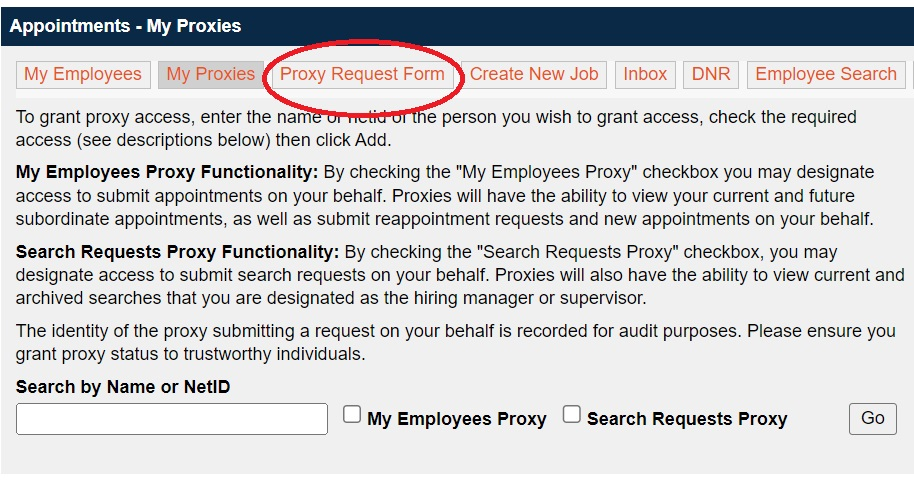 Appointments - My Proxies
My Employees My Proxies Proxy Request Form Create New Job Inbox DNR Employee Search
To grant proxy access, enter the name or netid of the person you wish to grant access, check the required
access (see descriptions below) then click Add.
My Employees Proxy Functionality: By checking the "My Employees Proxy" checkbox you may designate
access to submit appointments on your behalf. Proxies will have the ability to view your current and future
subordinate appointments, as well as submit reappointment requests and new appointments on your behalf.
Search Requests Proxy Functionality: By checking the "Search Requests Proxy" checkbox, you may
designate access to submit search requests on your behalf. Proxies will also have the ability to view current and
archived searches that you are designated as the hiring manager or supervisor.
The identity of the proxy submitting a request on your behalf is recorded for audit purposes. Please ensure you
grant proxy status to trustworthy individuals.
Search by Name or NetID
My Employees Proxy Search Requests Proxy Go